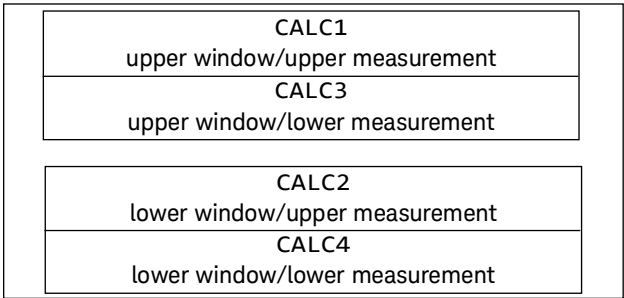 CALC1
upper window/upper measurement
CALC3
upper window/lower measurement
CALC2
lower window/upper measurement
CALC4
lower window/lower measurement